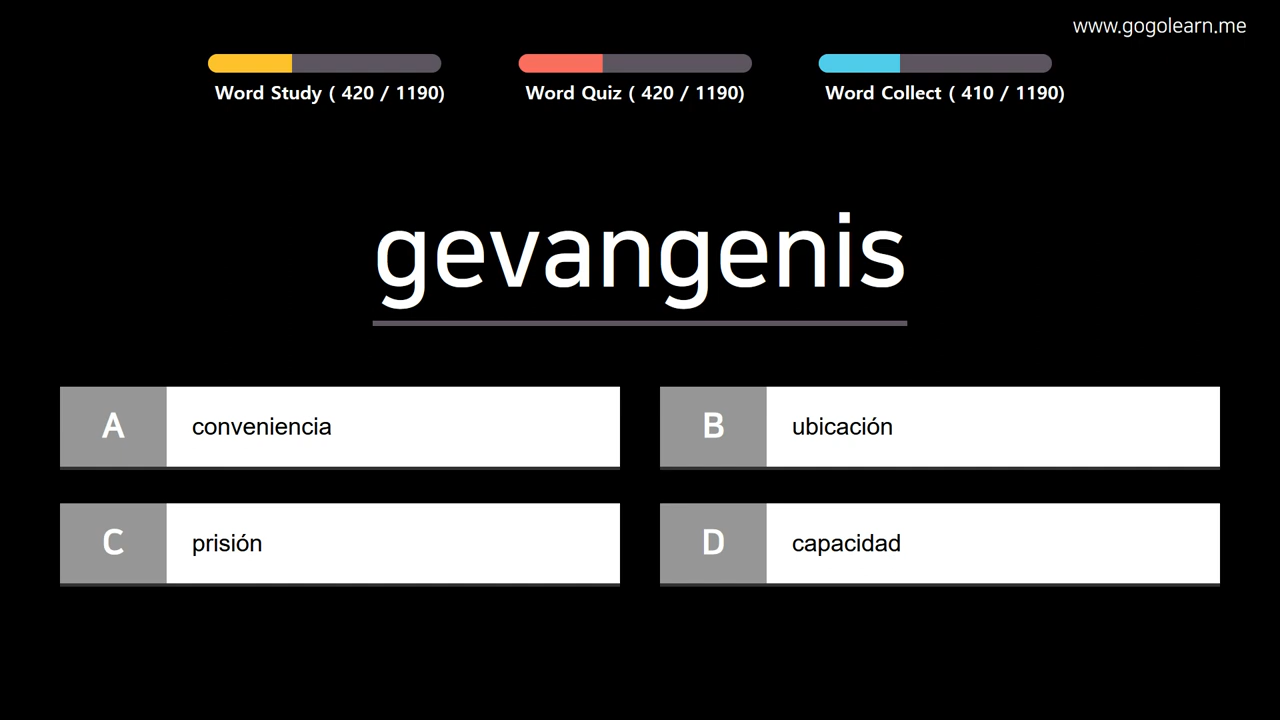 www.gogolearn.me
Word Study ( 420 / 1190)
Word Quiz ( 420 / 1190)
Word Collect ( 410 / 1190)
gevangenis
A conveniencia
B ubicación
C prisión
D capacidad